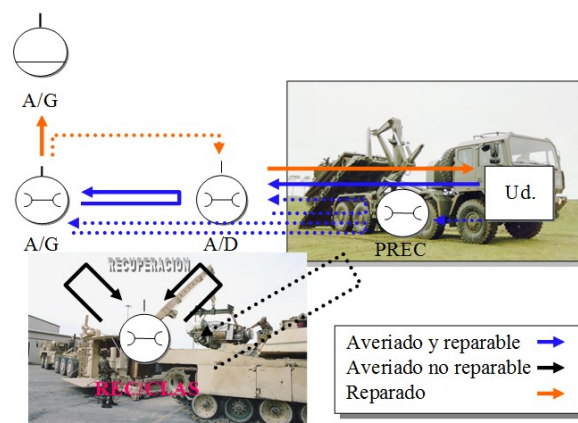 A/G
Ud.
A/G
A/D
PREC
RECUPERACION
REC/CLAS
Averiado y reparable
Averiado no reparable
Reparado